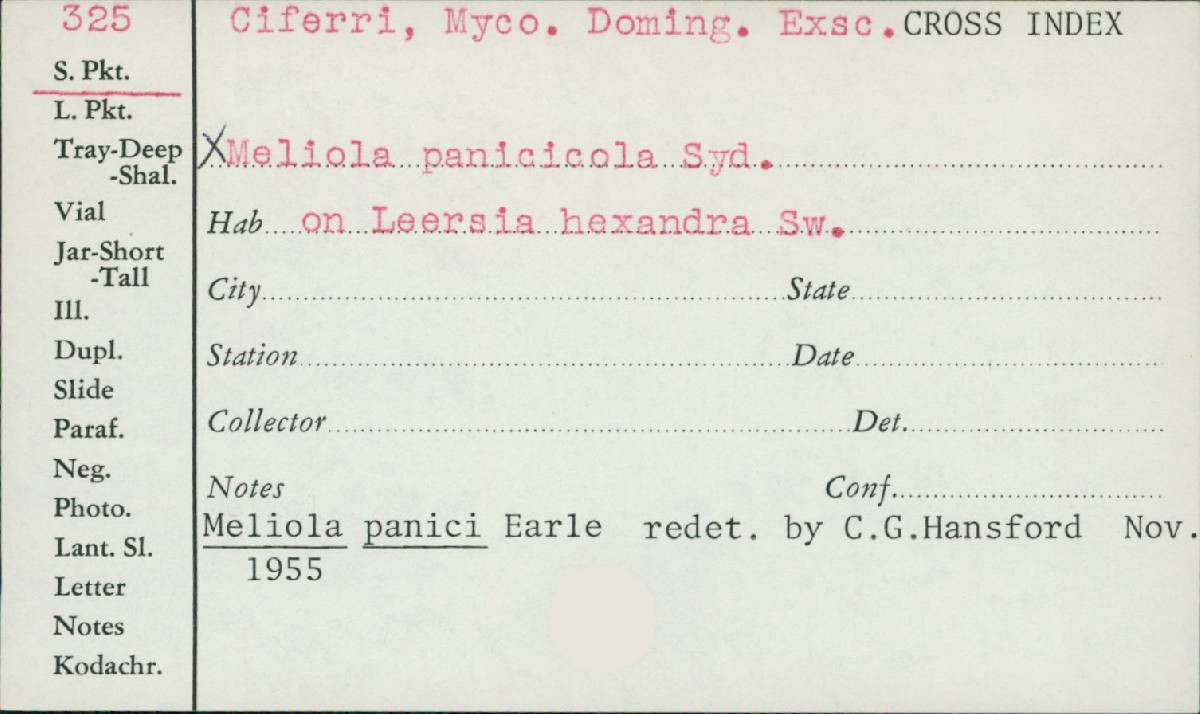 325
Ciferri, Myco. Doming. Exsc. CROSS INDEX
S. Pkt.
L. Pkt.
Tray-Deep
-Shal.
Vial
Jar-Short
-Tall
Ill.
Dupl.
Slide
Paraf.
Neg.
Photo.
Lant. Sl.
Letter
Notes
Kodachr.
X Meliola panicicola Syd.
Hab on Leersia hexandra Sw.
City State
Station Date
Collector Det.
Notes Conf.
Meliola panici Earle redet. by C.G.Hansford Nov.
1955